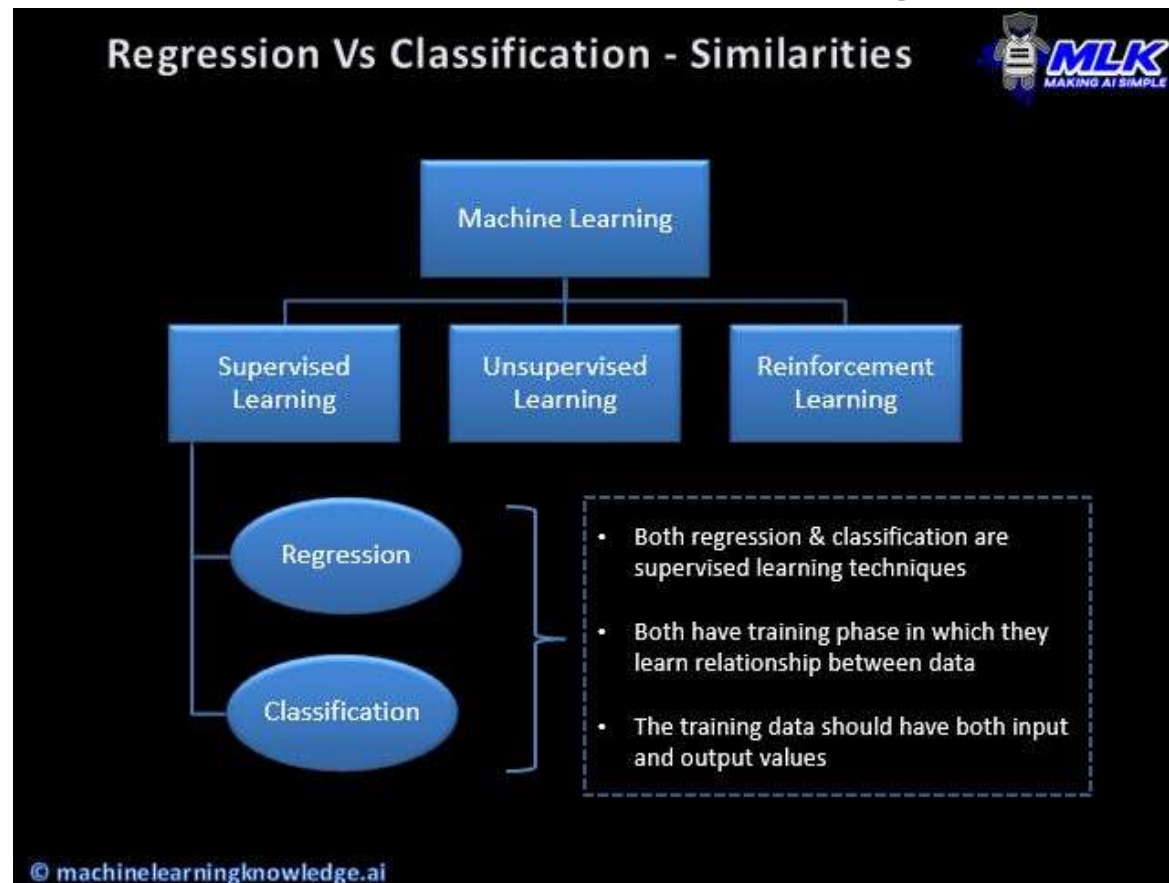 Regression Vs Classification - Similarities
MLK
MAKING AI SIMPLE
Machine Learning
Supervised
Learning
Unsupervised
Learning
Reinforcement
Learning
Regression
Classification
• Both regression & classification are
supervised learning techniques
• Both have training phase in which they
learn relationship between data
• The training data should have both input
and output values
© machinelearningknowledge.ai